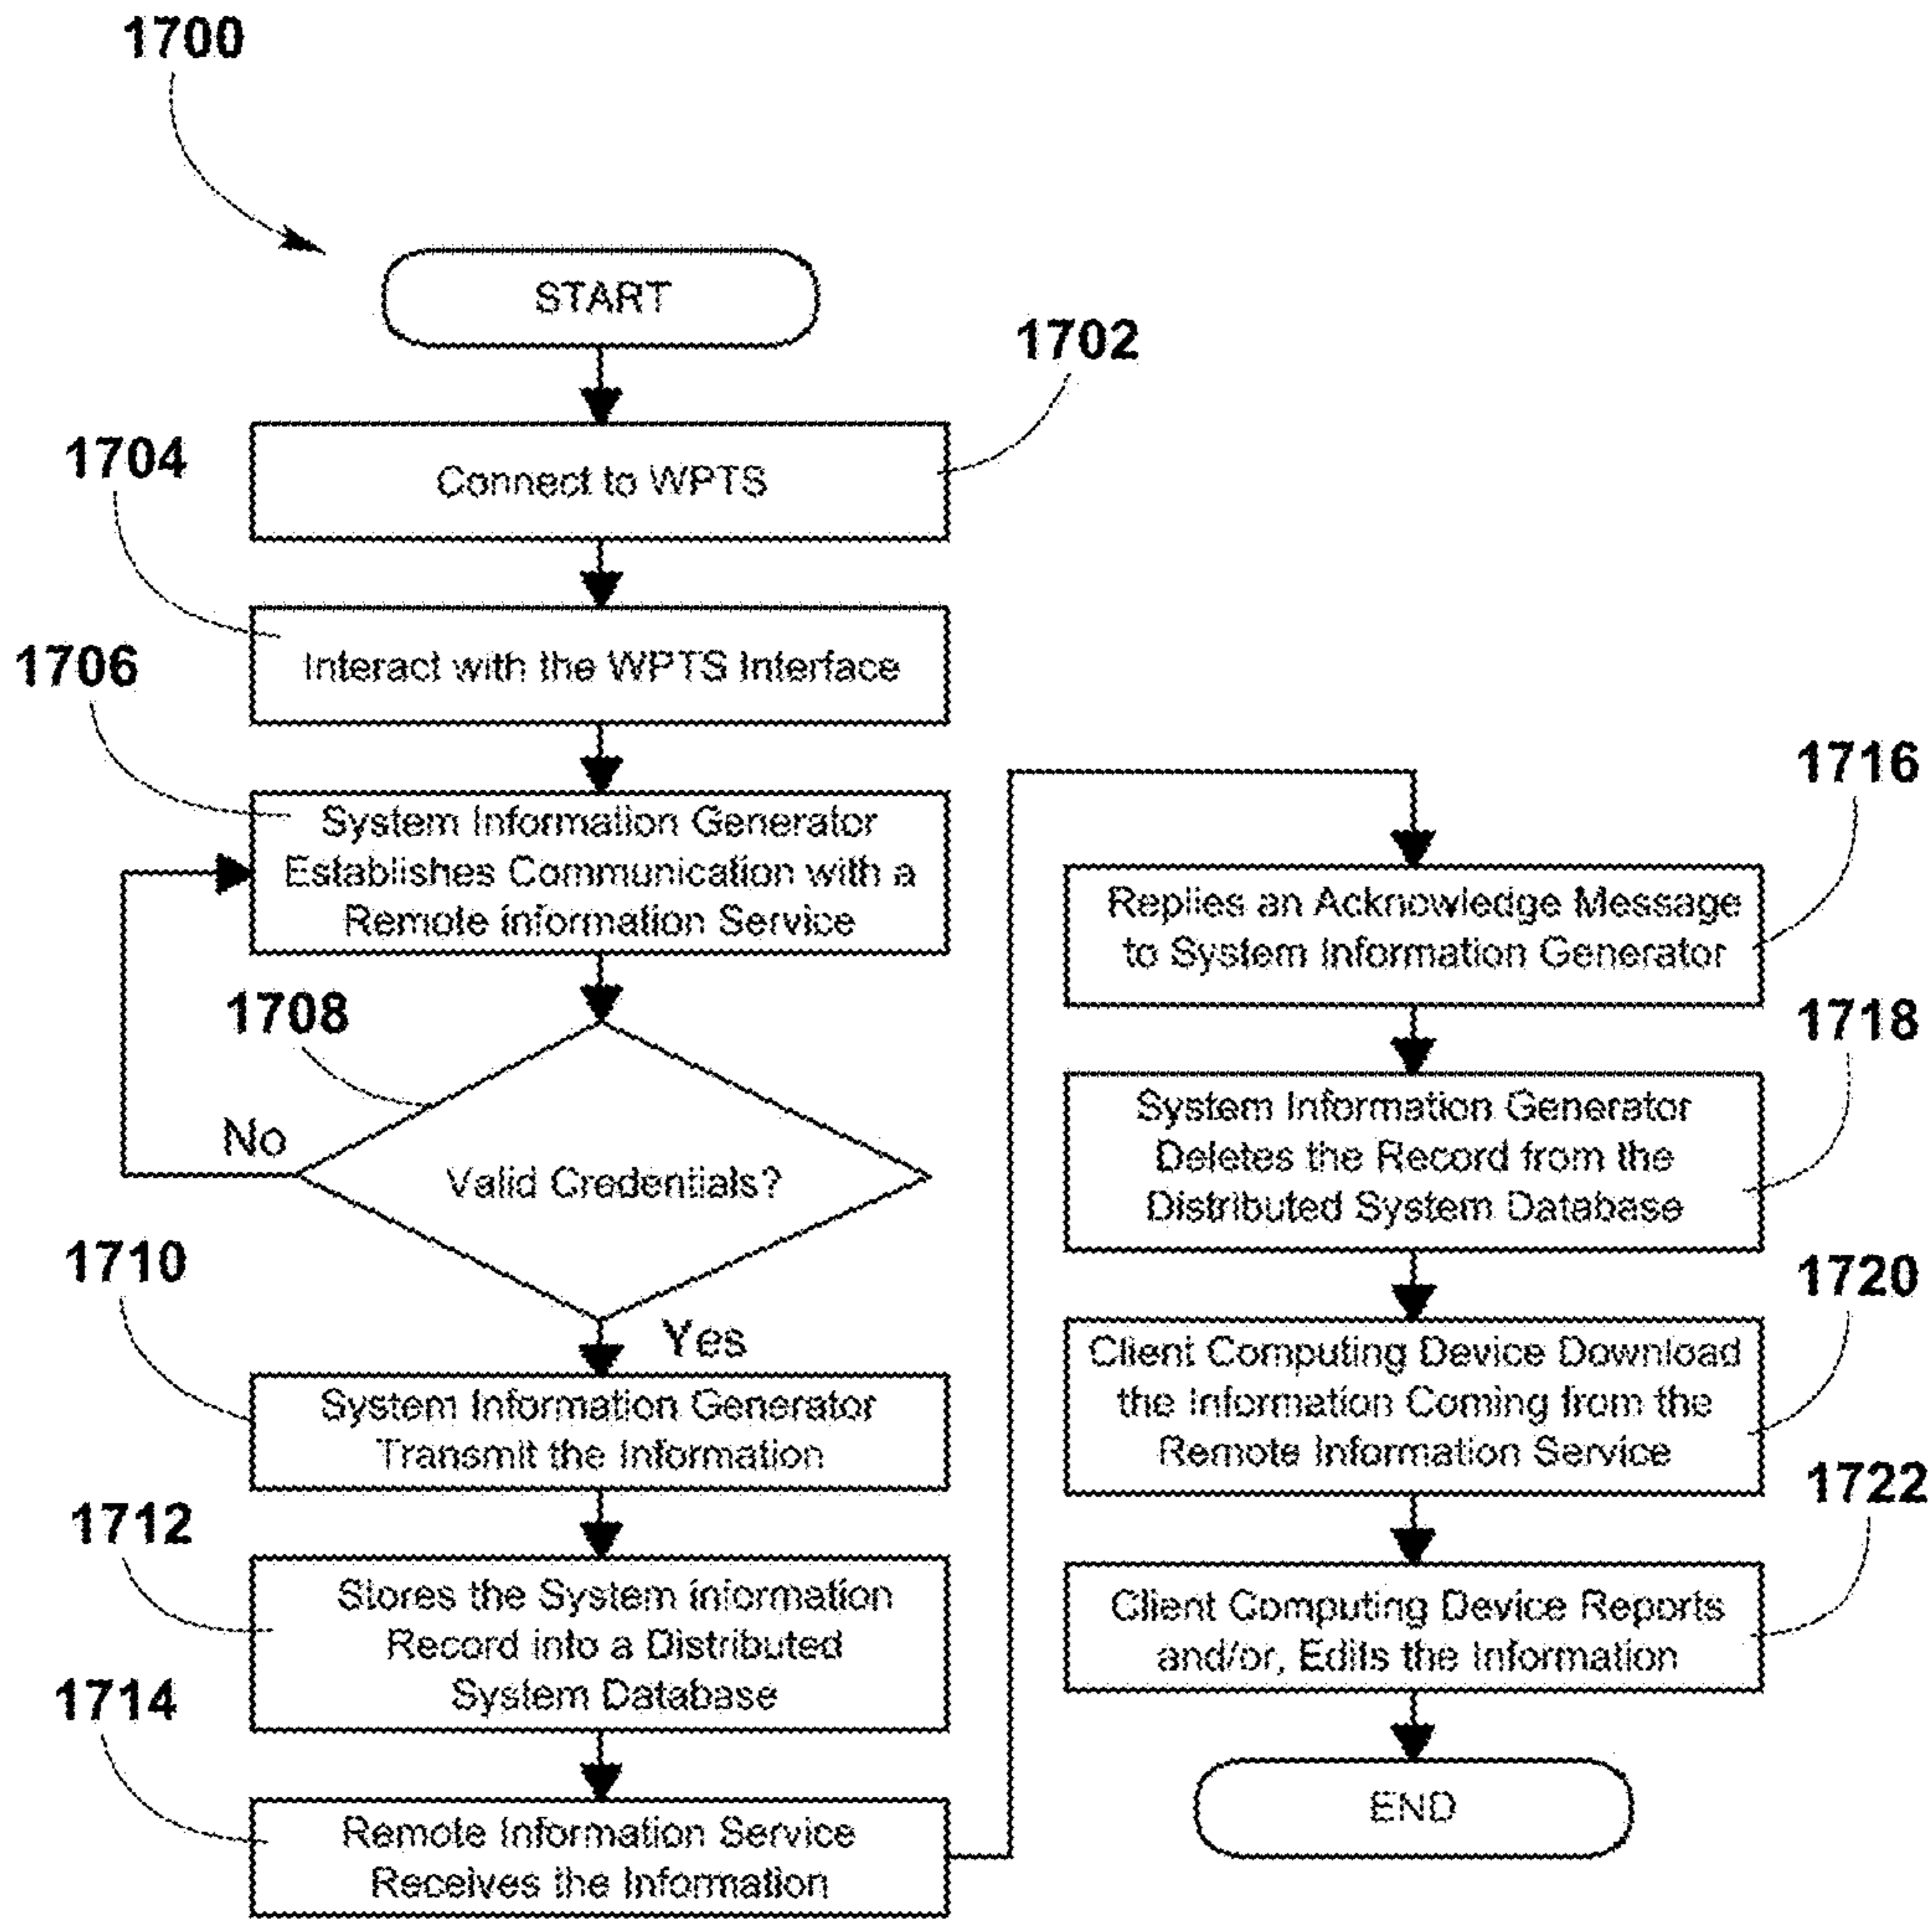 1700
START
1702
Connect to WPTS
1704
Interact with the WPTS Interface
1706
System Information Generator
Establishes Communication with a
Remote Information Service
1708
Valid Credentials?
No
Yes
1710
System Information Generator
Transmit the Information
1712
Stores the System Information
Record into a Distributed
System Database
1714
Remote Information Service
Receives the Information
1716
Replies an Acknowledge Message
to System Information Generator
1718
System Information Generator
Deletes the Record from the
Distributed System Database
1720
Client Computing Device Download
the Information Coming from the
Remote Information Service
1722
Client Computing Device Reports
and/or, Edits the Information
END